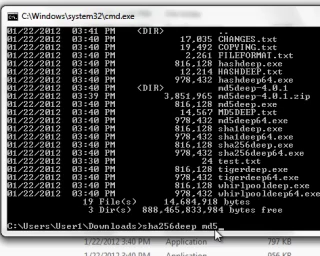 C:\Windows\system32\cmd.exe
01/22/2012 03:41 PM <DIR> ..
01/22/2012 03:40 PM 17,035 CHANGES.txt
01/22/2012 03:40 PM 19,492 COPYING.txt
01/22/2012 03:40 PM 2,261 FILEFORMAT.txt
01/22/2012 03:40 PM 816,128 hashdeep.exe
01/22/2012 03:40 PM 12,214 HASHDEEP.txt
01/22/2012 03:40 PM 978,432 hashdeep64.exe
01/22/2012 03:40 PM <DIR> md5deep-4.0.1
01/22/2012 03:39 PM 3,851,965 md5deep-4.0.1.zip
01/22/2012 03:40 PM 816,128 md5deep.exe
01/22/2012 03:40 PM 14,567 MD5DEEP.txt
01/22/2012 03:40 PM 978,432 md5deep64.exe
01/22/2012 03:40 PM 816,128 sha1deep.exe
01/22/2012 03:40 PM 978,432 sha1deep64.exe
01/22/2012 03:40 PM 816,128 sha256deep.exe
01/22/2012 03:40 PM 978,432 sha256deep64.exe
01/22/2012 03:30 PM 24 test.txt
01/22/2012 03:40 PM 816,128 tigerdeep.exe
01/22/2012 03:40 PM 978,432 tigerdeep64.exe
01/22/2012 03:40 PM 816,128 whirlpooldeep.exe
01/22/2012 03:40 PM 978,432 whirlpooldeep64.exe
19 File(s) 14,684,918 bytes
3 Dir(s) 888,465,833,984 bytes free
C:\Users\User1\Downloads>sha256deep md5
1/22/2012 3:40 PM Application 797 KB
1/22/2012 3:40 PM Application 956 KB